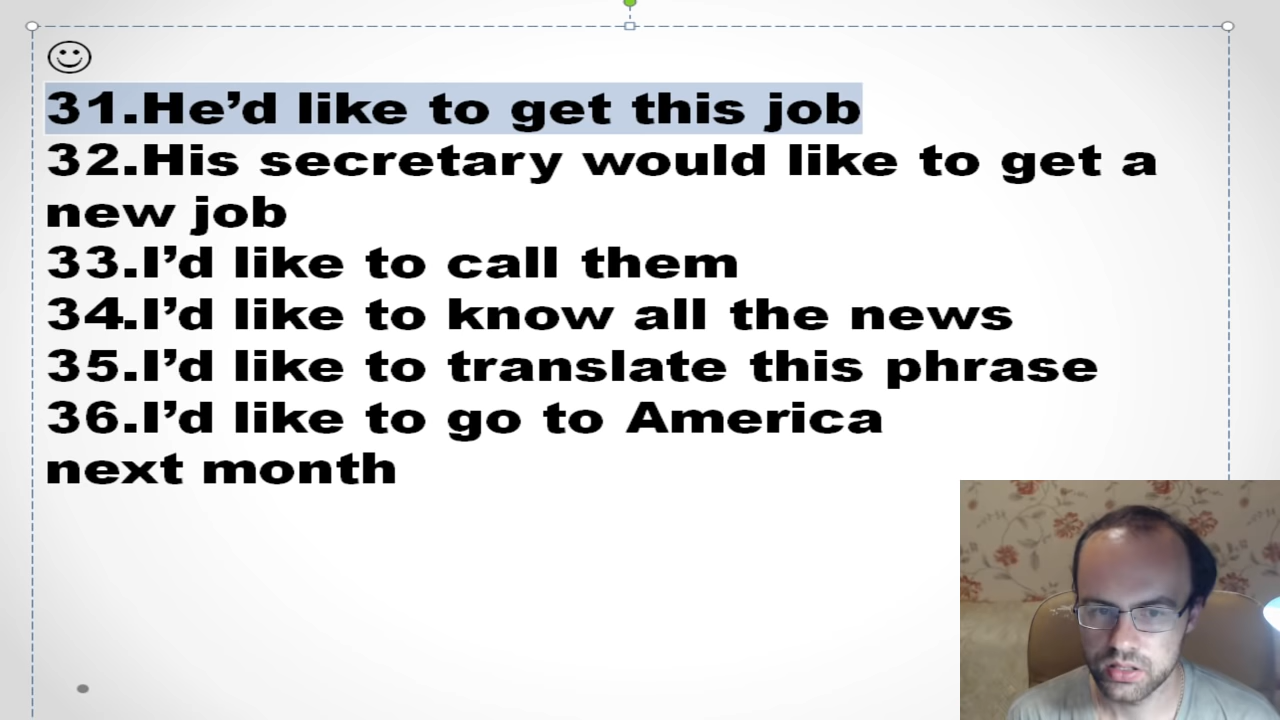 31.He’d like to get this job
32.His secretary would like to get a
new job
33.I’d like to call them
34.I’d like to know all the news
35.I’d like to translate this phrase
36.I’d like to go to America
next month